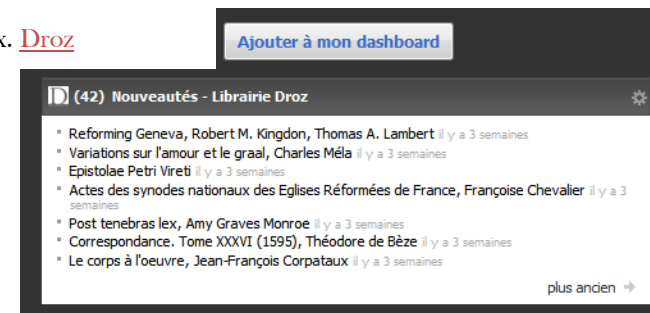 x. Droz
Ajouter à mon dashboard
D (42) Nouveautés - Librairie Droz
Reforming Geneva, Robert M. Kingdon, Thomas A. Lambert il y a 3 semaines
Variations sur l'amour et le graal, Charles Méla il y a 3 semaines
Epistolae Petri Vireti il y a 3 semaines
Actes des synodes nationaux des Eglises Réformées de France, Françoise Chevalier il y a 3
semaines
Post tenebras lex, Amy Graves Monroe il y a 3 semaines
Correspondance. Tome XXXVI (1595), Théodore de Bèze il y a 3 semaines
Le corps à l'oeuvre, Jean-François Corpataux il y a 3 semaines
plus ancien